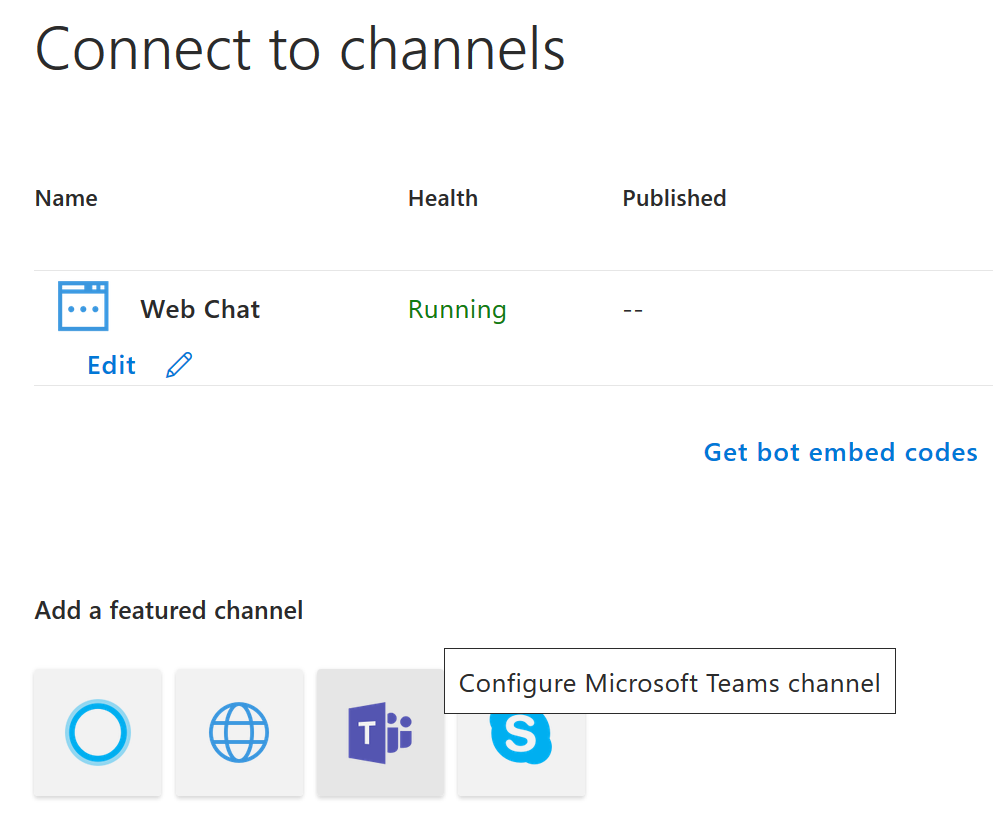 Connect to channels
Name Health Published
Web Chat Running --
Edit
Get bot embed codes
Add a featured channel
Configure Microsoft Teams channel
T
S